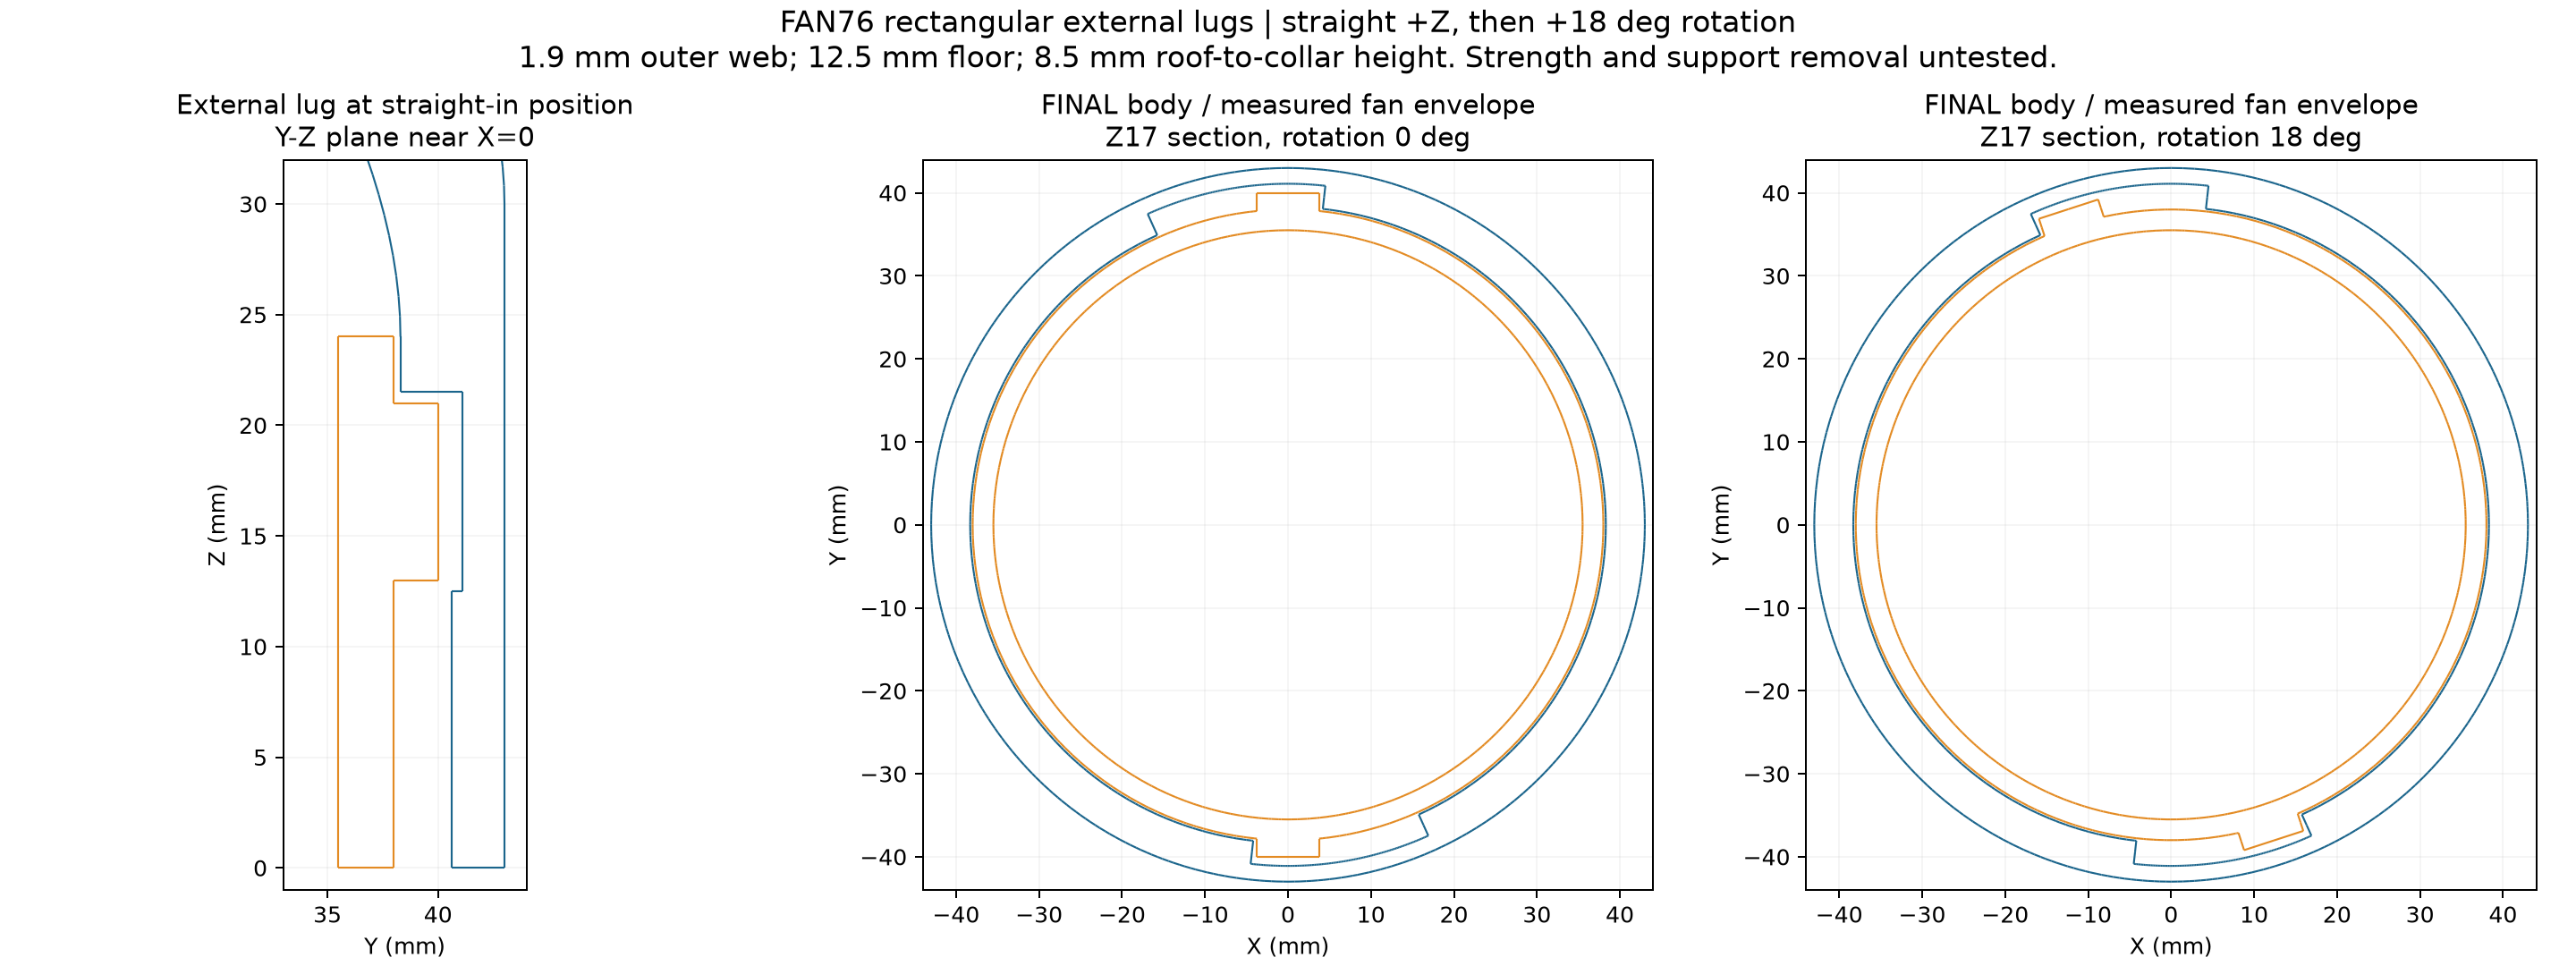 FAN76 rectangular external lugs | straight +Z, then +18 deg rotation
1.9 mm outer web; 12.5 mm floor; 8.5 mm roof-to-collar height. Strength and support removal untested.
External lug at straight-in position
Y-Z plane near X=0
30
25
20
15
10
5
0
Z (mm)
35 40
Y (mm)
FINAL body / measured fan envelope
Z17 section, rotation 0 deg
40
30
20
10
0
−10
−20
−30
−40
Y (mm)
−40 −30 −20 −10 0 10 20 30 40
X (mm)
FINAL body / measured fan envelope
Z17 section, rotation 18 deg
40
30
20
10
0
−10
−20
−30
−40
Y (mm)
−40 −30 −20 −10 0 10 20 30 40
X (mm)